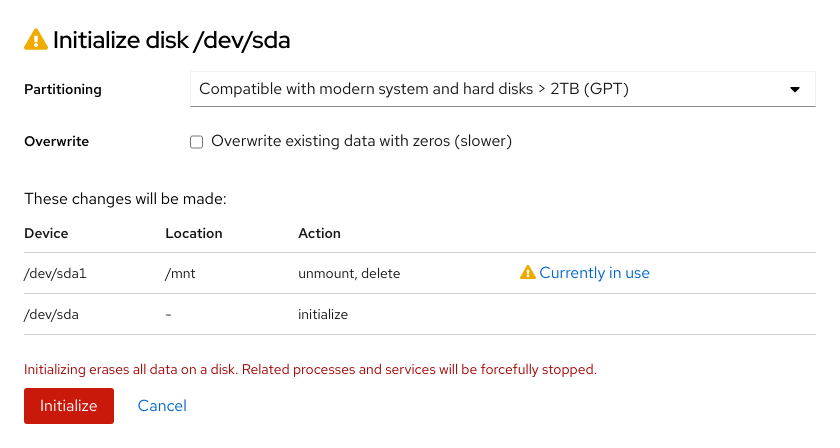 Initialize disk /dev/sda
Partitioning Compatible with modern system and hard disks > 2TB (GPT)
Overwrite Overwrite existing data with zeros (slower)
These changes will be made:
Device Location Action
/dev/sda1 /mnt unmount, delete Currently in use
/dev/sda - initialize
Initializing erases all data on a disk. Related processes and services will be forcefully stopped.
Initialize Cancel